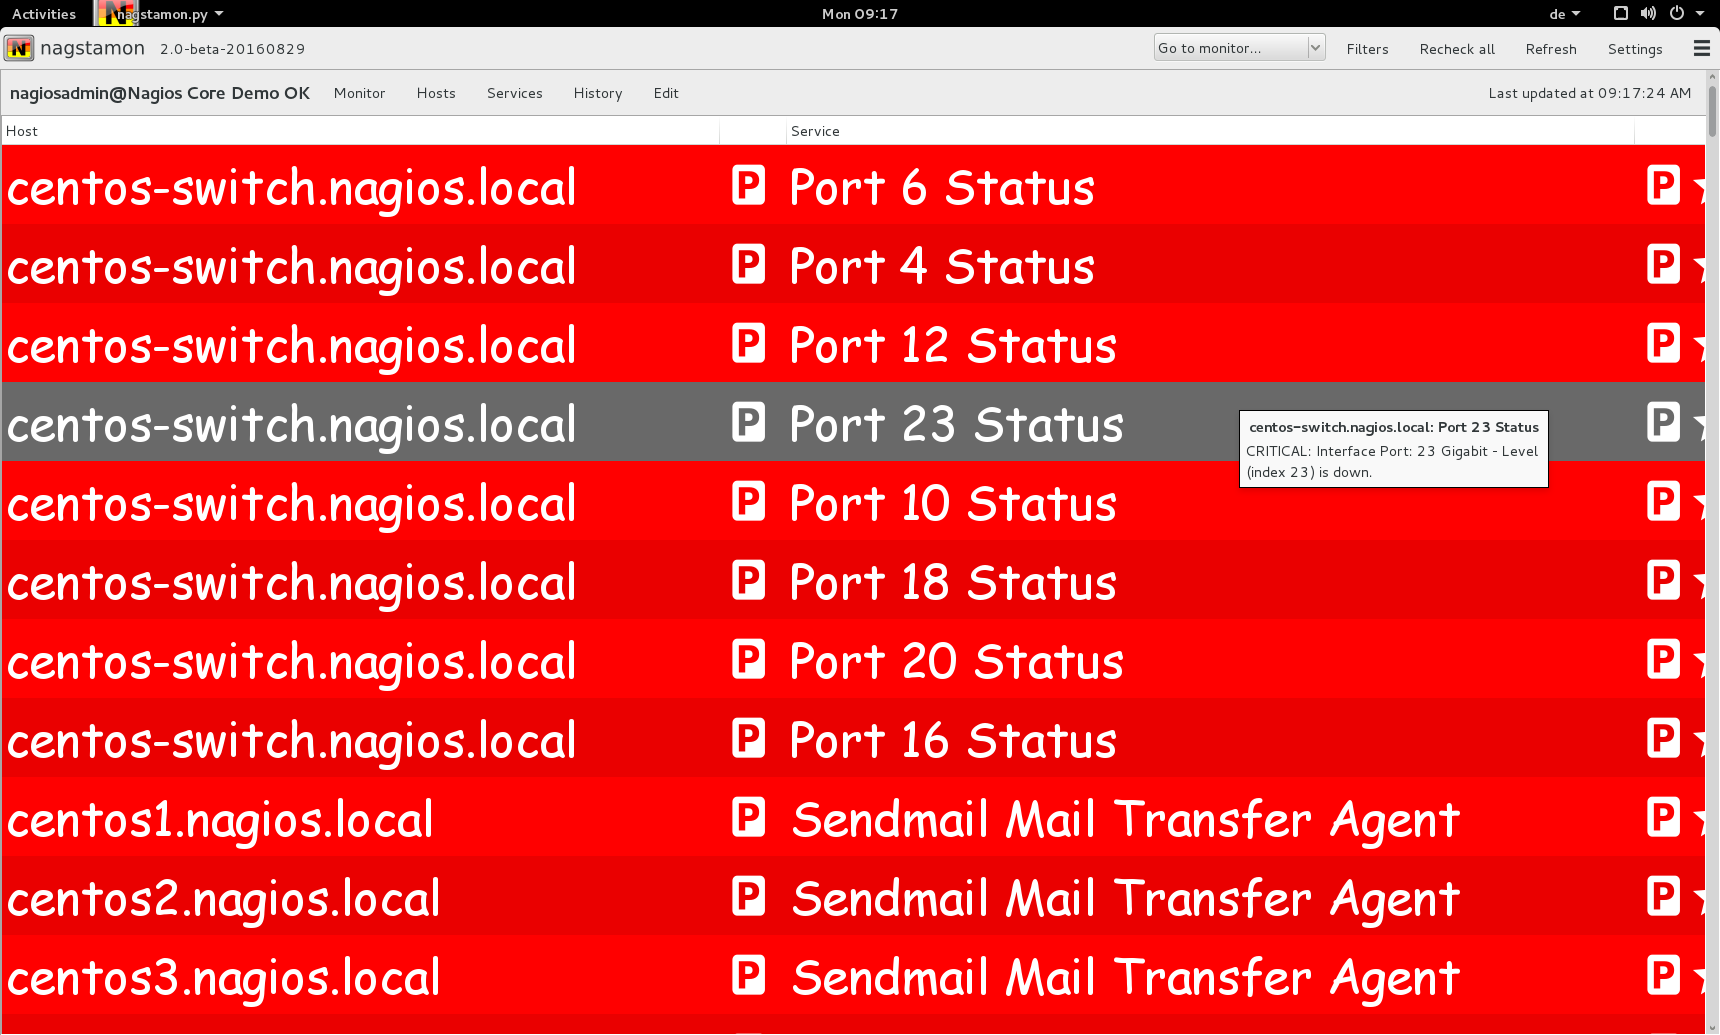 Activities nagstamon.py Mon 09:17 de
nagstamon 2.0-beta-20160829 Go to monitor... Filters Recheck all Refresh Settings
nagiosadmin@Nagios Core Demo OK Monitor Hosts Services History Edit Last updated at 09:17:24 AM
Host Service
centos-switch.nagios.local P Port 6 Status P
centos-switch.nagios.local P Port 4 Status P
centos-switch.nagios.local P Port 12 Status P
centos-switch.nagios.local P Port 23 Status P
centos-switch.nagios.local: Port 23 Status
CRITICAL: Interface Port: 23 Gigabit - Level
(index 23) is down.
centos-switch.nagios.local P Port 10 Status P
centos-switch.nagios.local P Port 18 Status P
centos-switch.nagios.local P Port 20 Status P
centos-switch.nagios.local P Port 16 Status P
centos1.nagios.local P Sendmail Mail Transfer Agent P
centos2.nagios.local P Sendmail Mail Transfer Agent P
centos3.nagios.local P Sendmail Mail Transfer Agent P